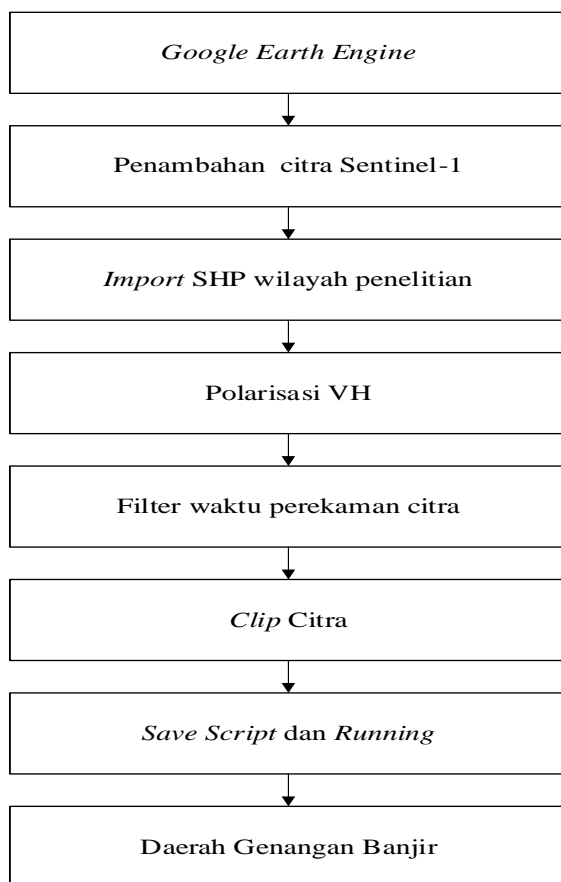 Google Earth Engine
Penambahan citra Sentinel-1
Import SHP wilayah penelitian
Polarisasi VH
Filter waktu perekaman citra
Clip Citra
Save Script dan Running
Daerah Genangan Banjir